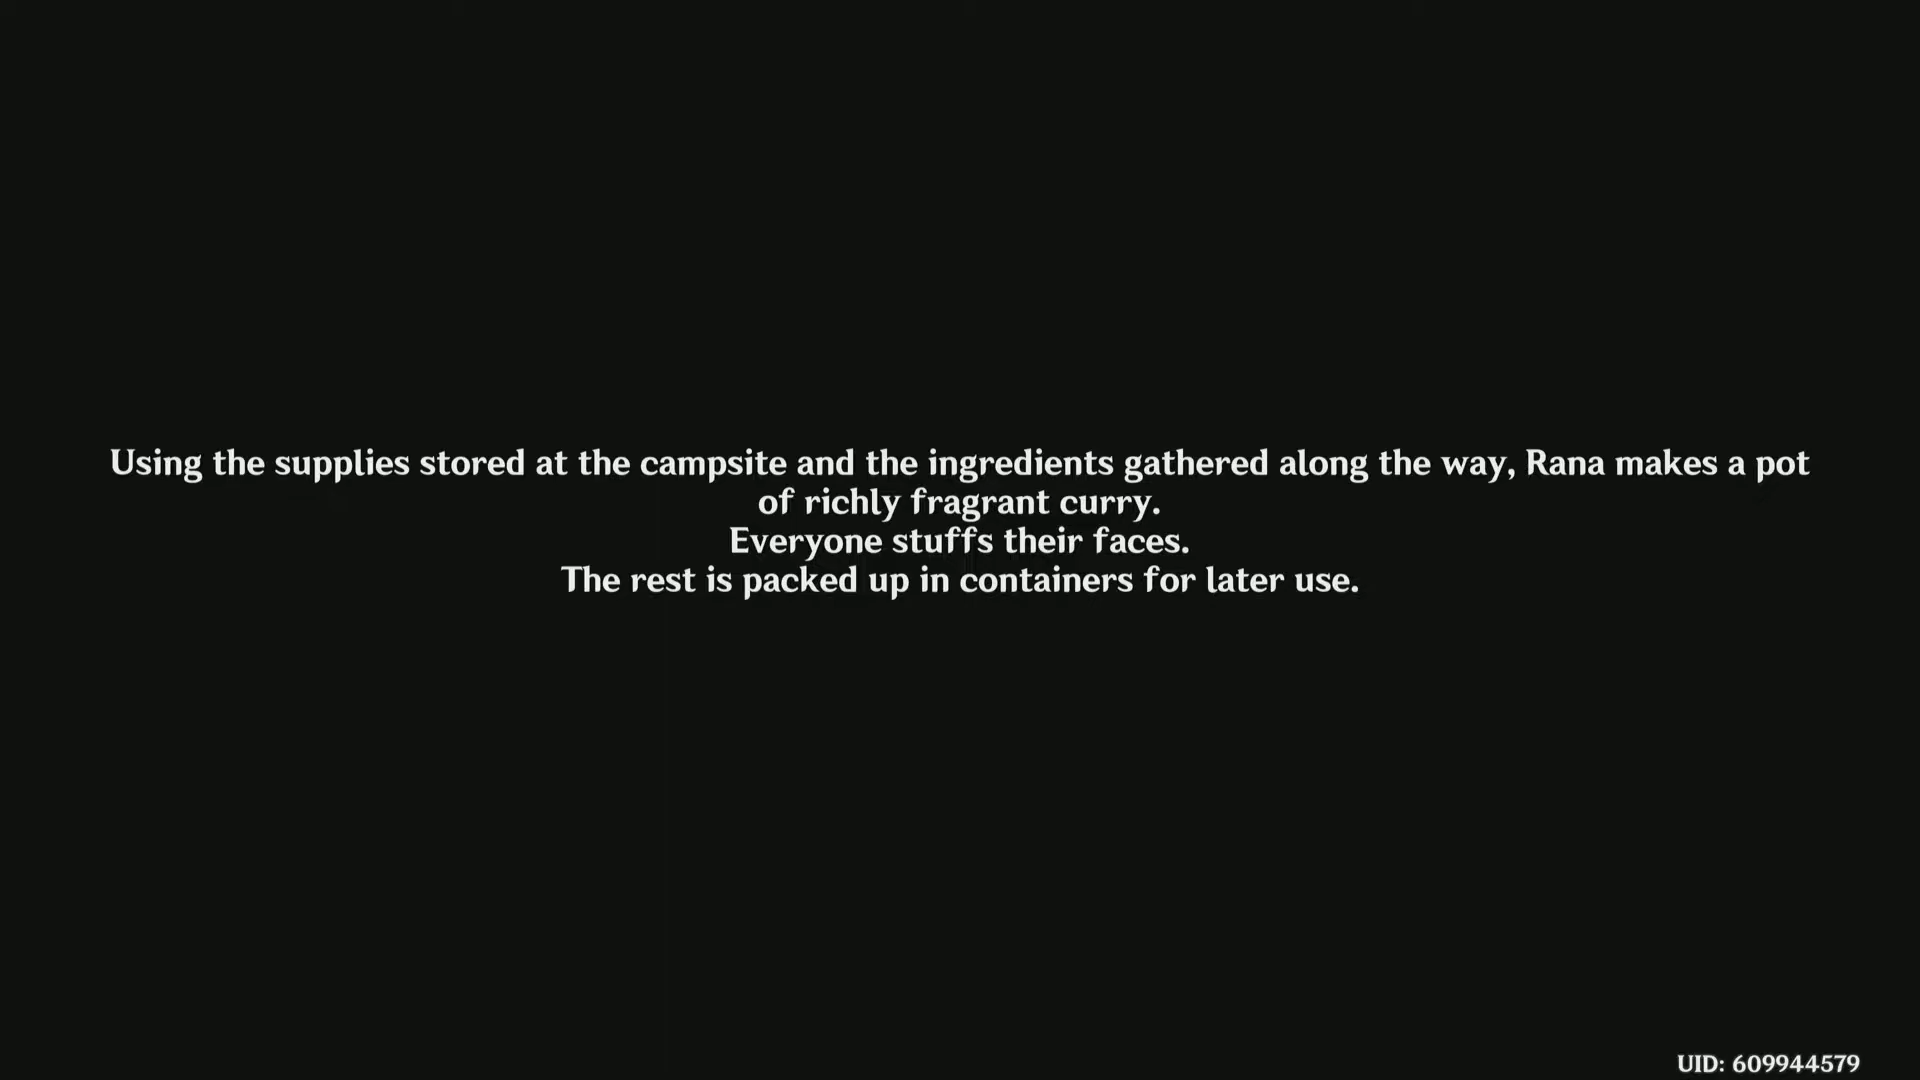 Using the supplies stored at the campsite and the ingredients gathered along the way, Rana makes a pot
of richly fragrant curry.
Everyone stuffs their faces.
The rest is packed up in containers for later use.
UID: 609944579